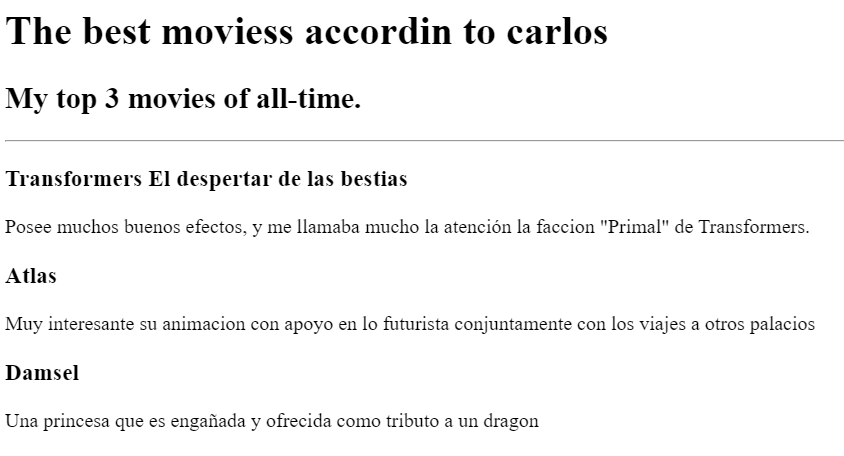 The best moviess accordin to carlos
My top 3 movies of all-time.
Transformers El despertar de las bestias
Posee muchos buenos efectos, y me llamaba mucho la atención la faccion "Primal" de Transformers.
Atlas
Muy interesante su animacion con apoyo en lo futurista conjuntamente con los viajes a otros palacios
Damsel
Una princesa que es engañada y ofrecida como tributo a un dragon